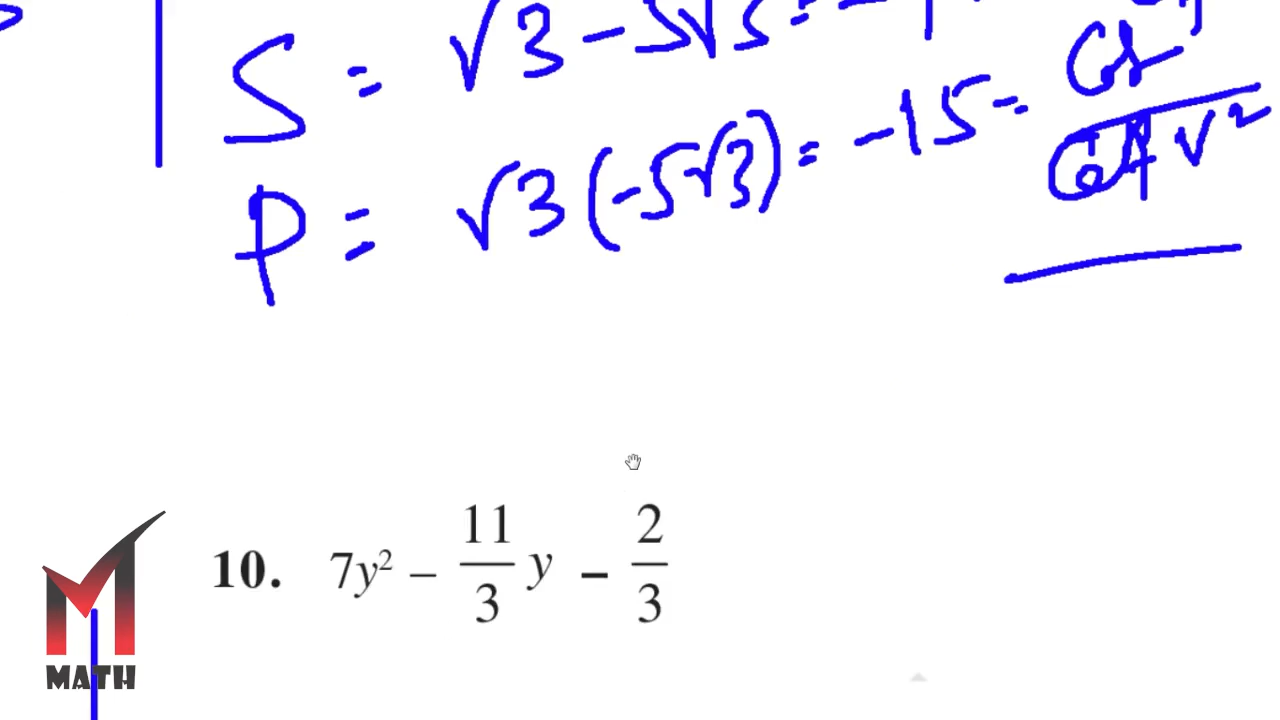 S = √3 - 5√3 = -
P = √3 (-5√3) = -15 =
10. 7y² – 11/3 y – 2/3
MATH